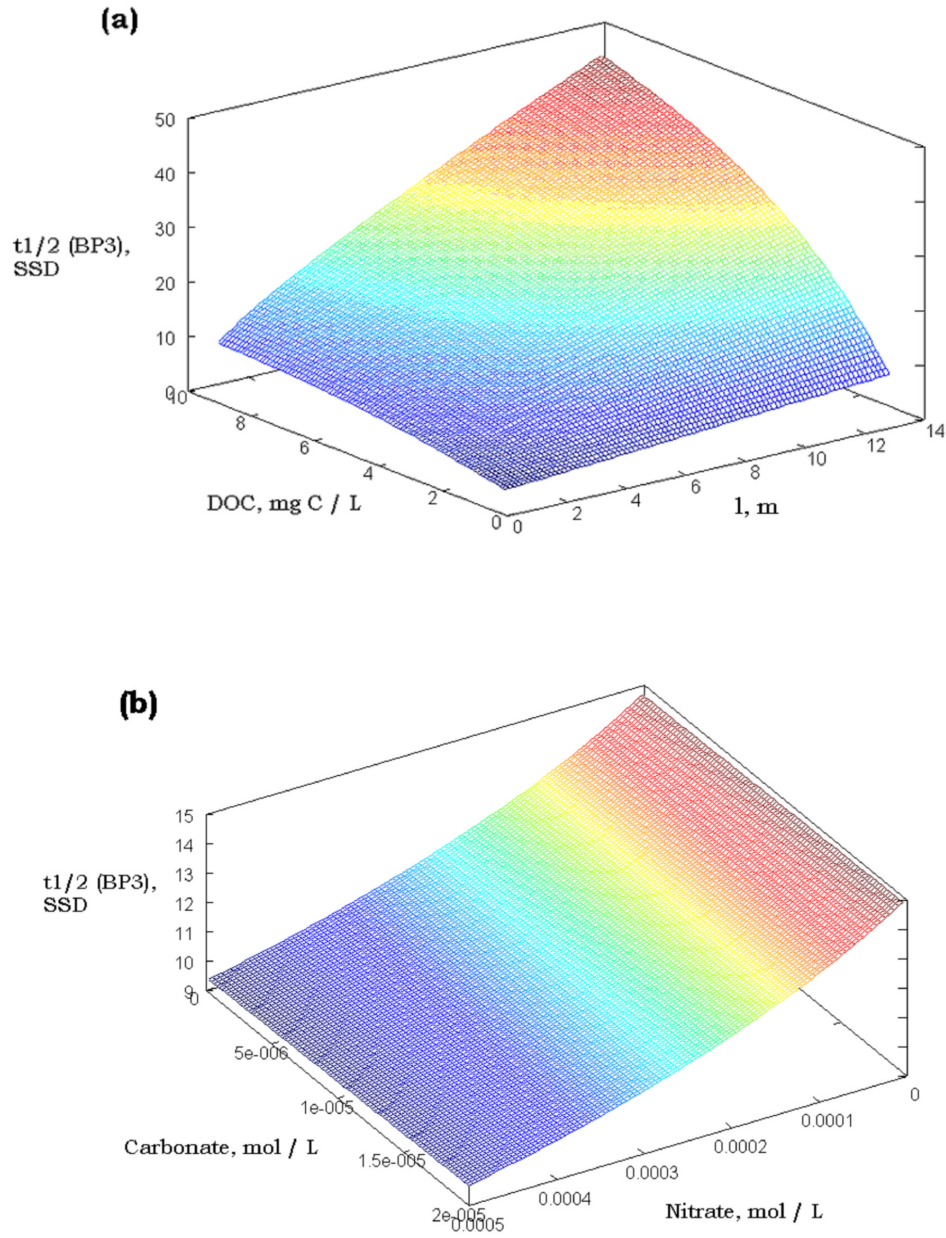 (a)
50
40
30
20
10
0
t1/2 (BP3),
SSD
10
8
6
4
2
0
DOC, mg C / L
0
2
4
6
8
10
12
14
l, m
(b)
15
14
13
12
11
10
9
t1/2 (BP3),
SSD
0
5e-006
1e-005
1.5e-005
2e-005
Carbonate, mol / L
0.0005
0.0004
0.0003
0.0002
0.0001
0
Nitrate, mol / L